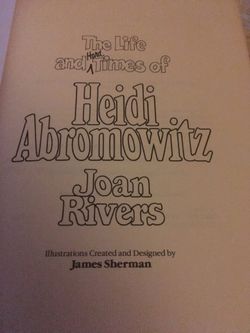 The Life
and Hard Times of
Heidi
Abromowitz
Joan
Rivers
Illustrations Created and Designed by
James Sherman